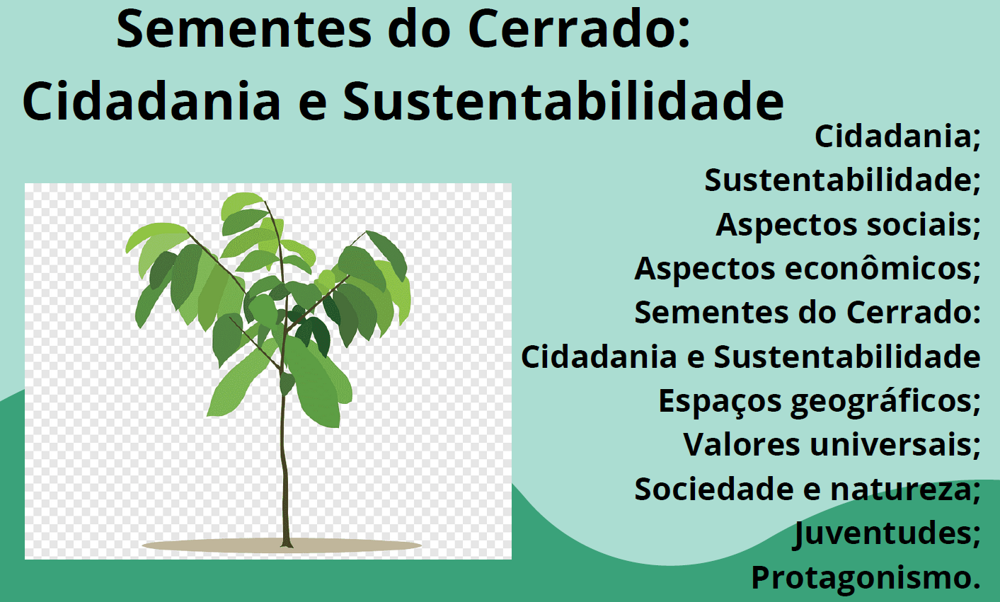 Sementes do Cerrado:
Cidadania e Sustentabilidade
Cidadania;
Sustentabilidade;
Aspectos sociais;
Aspectos econômicos;
Sementes do Cerrado:
Cidadania e Sustentabilidade
Espaços geográficos;
Valores universais;
Sociedade e natureza;
Juventudes;
Protagonismo.